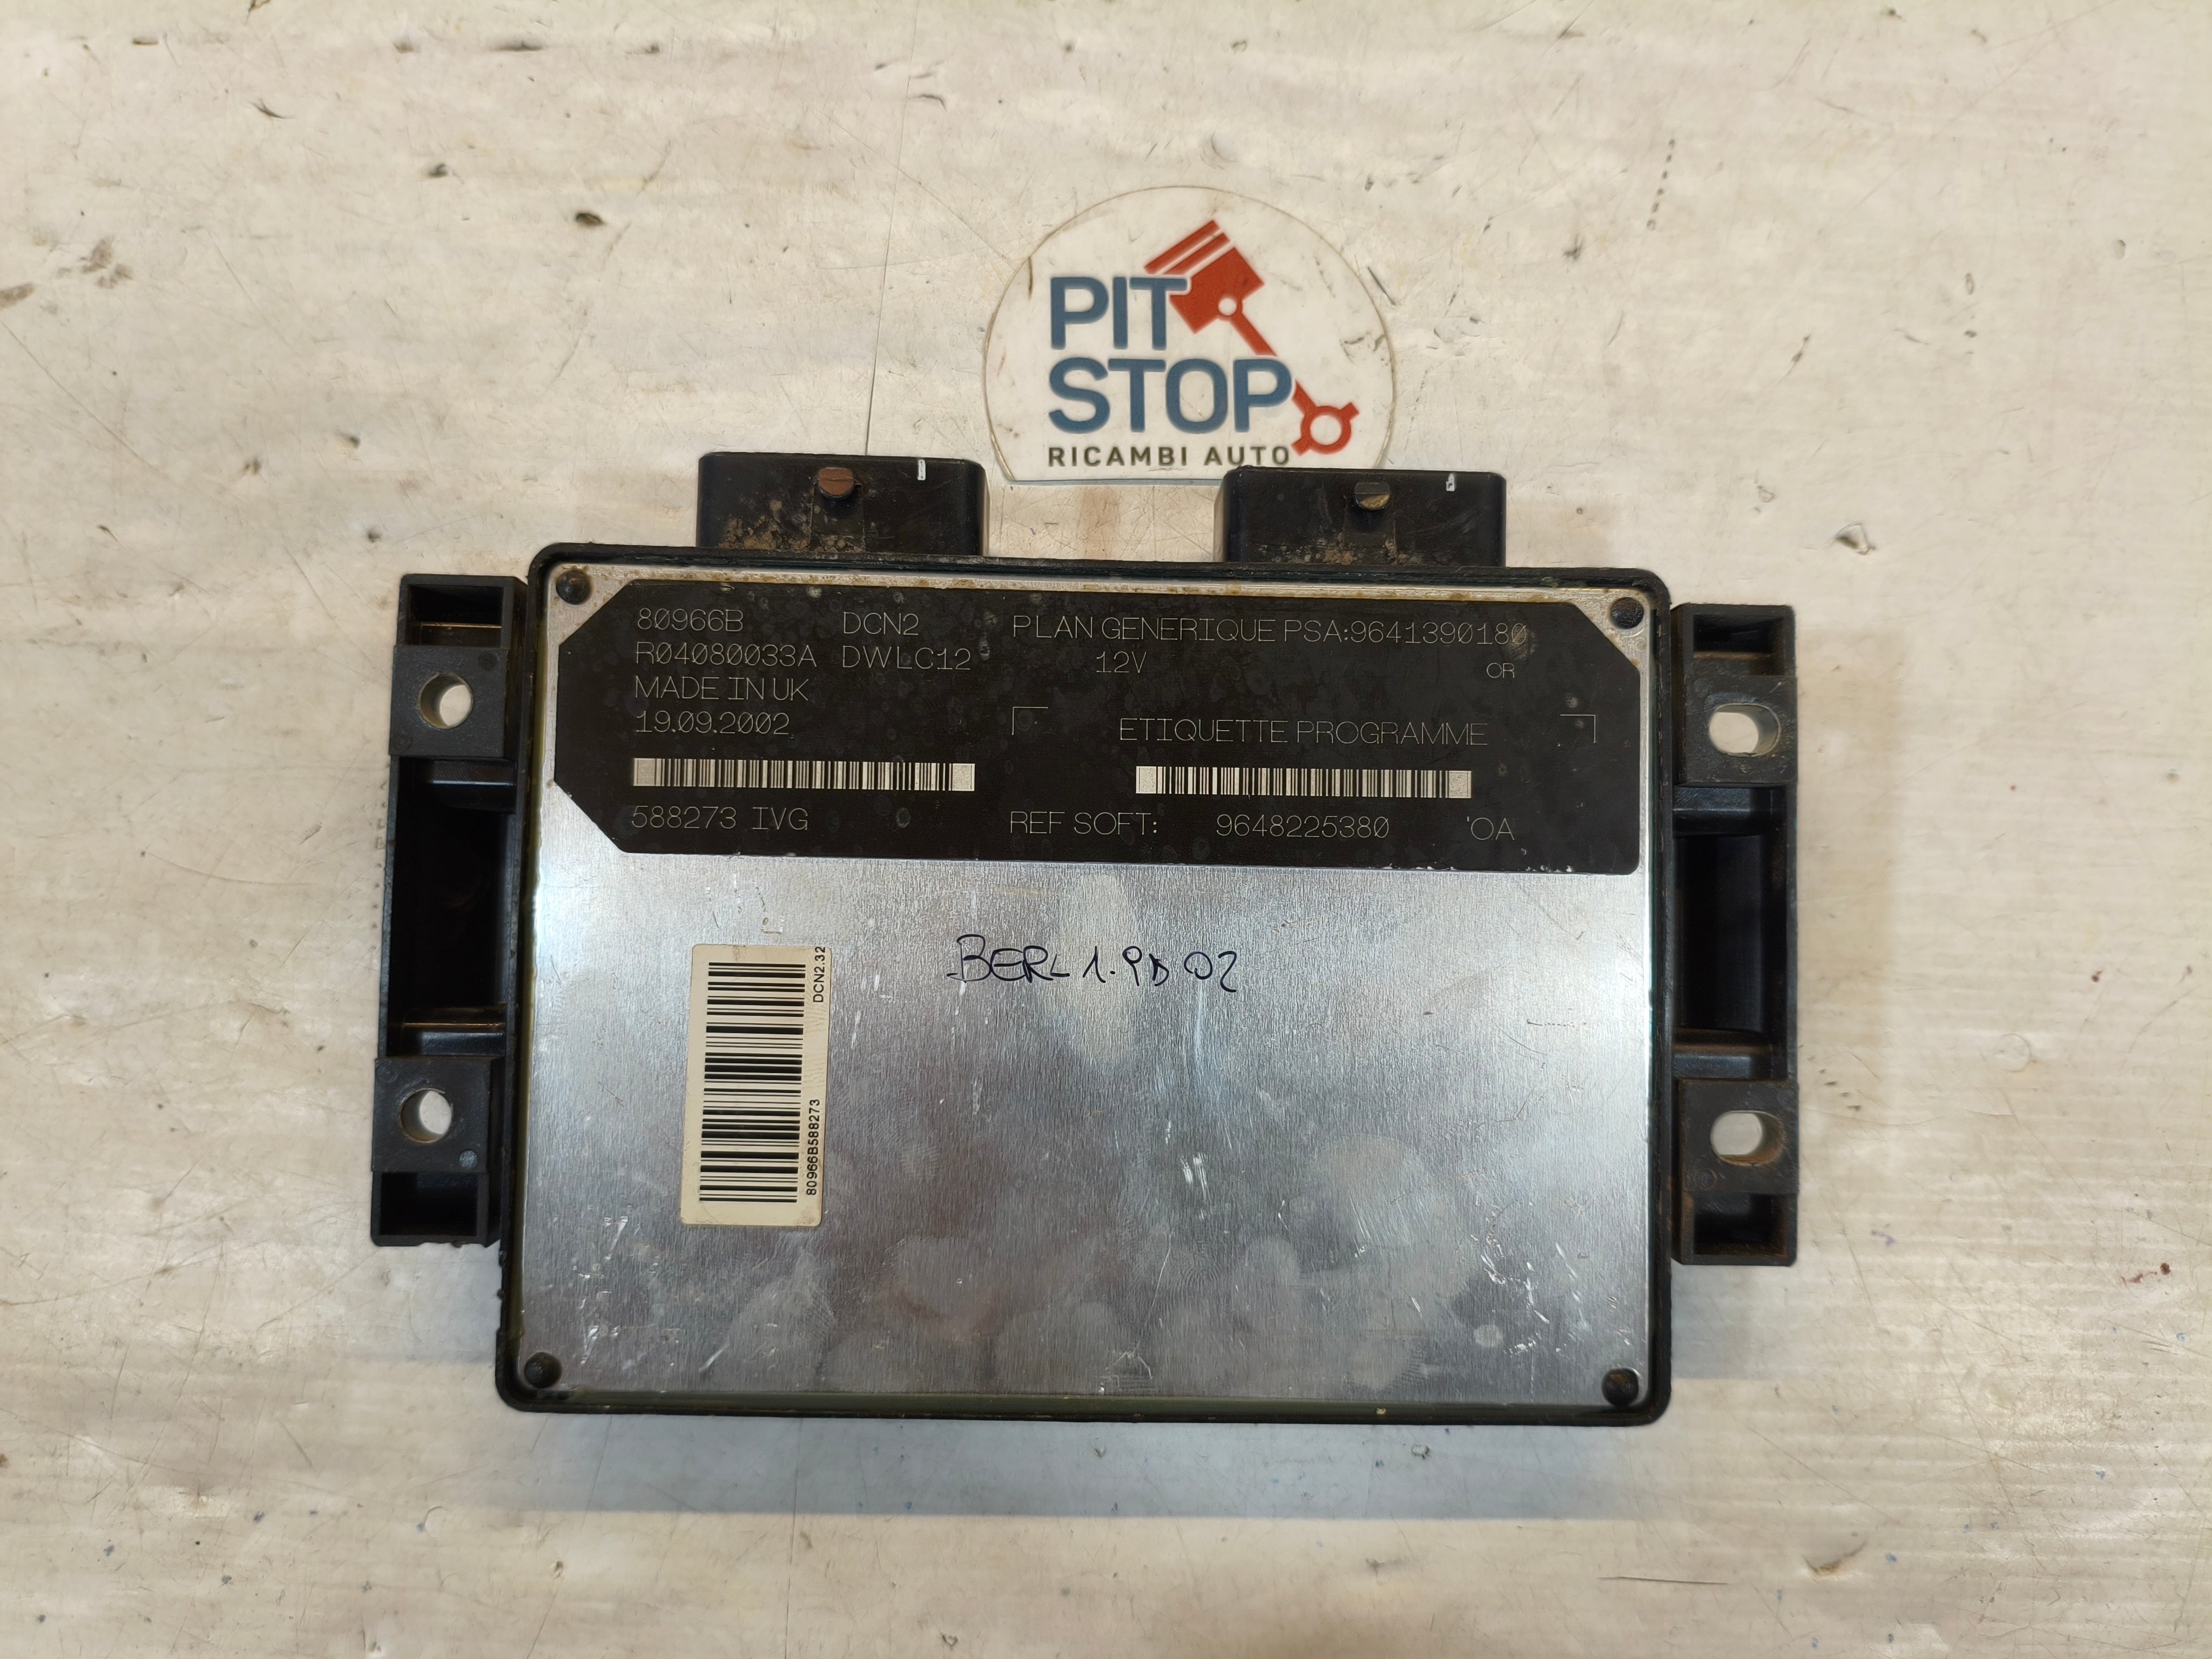 PIT
STOP
RICAMBI AUTO
80966B DCN2 PLAN GENERIQUE PSA:9641390180
R04080033A DWLC12 12V CR
MADE IN UK
19.09.2002
ETIQUETTE PROGRAMME
588273 IVG REF SOFT: 9648225380 'OA
BERL 1.9D 02
DCN2.32
80966B588273